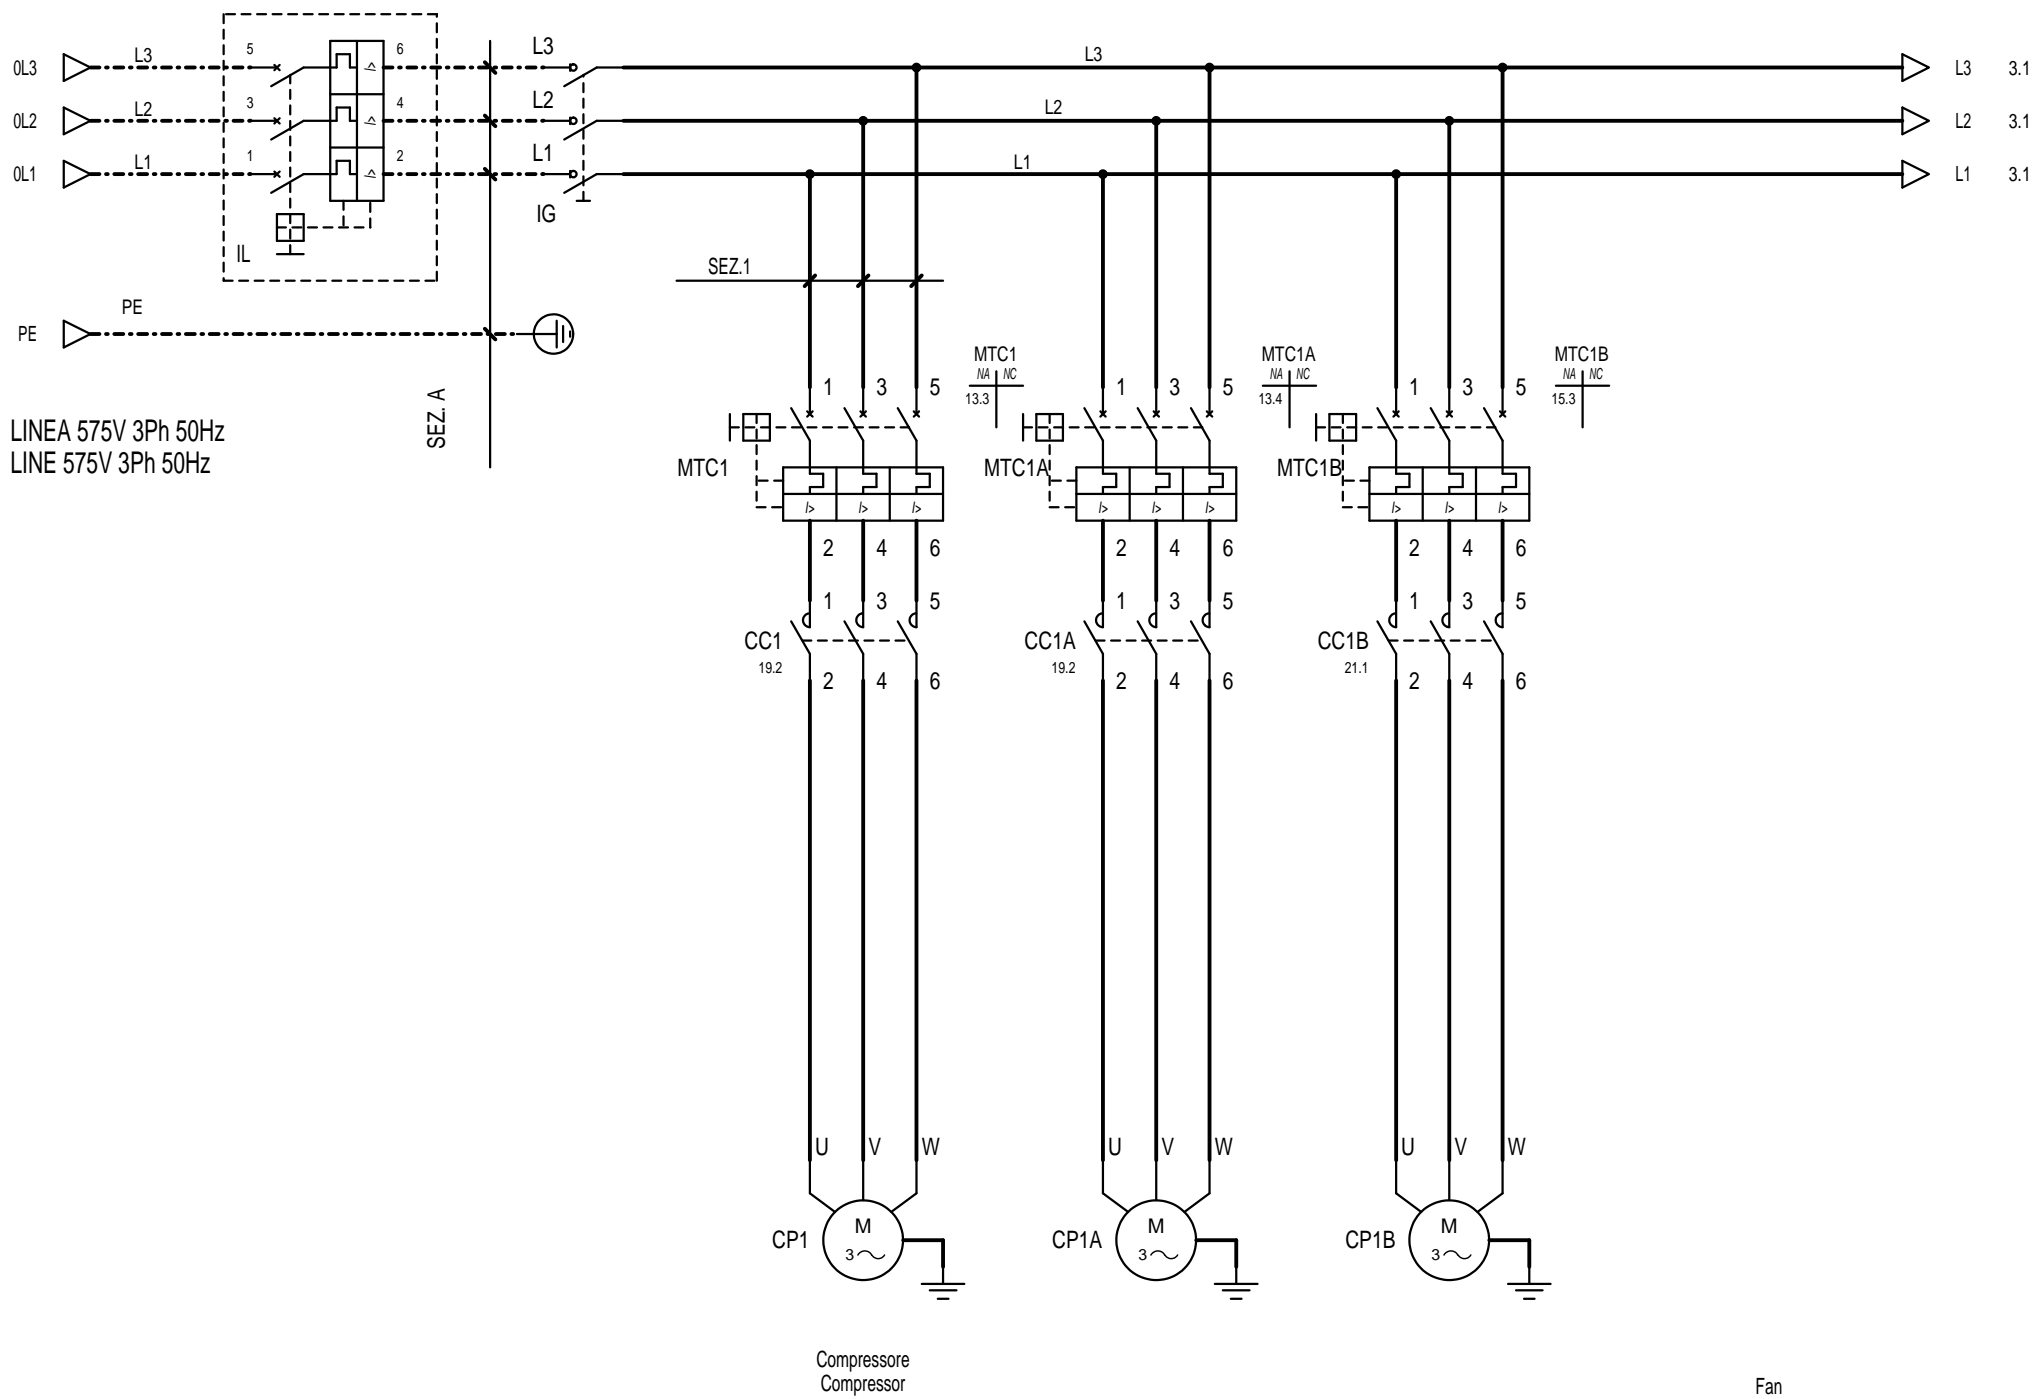 5 6 L3
0L3 L3 L3 L3 3.1
3 4 L2
0L2 L2 L2 L2 3.1
1 2 L1
0L1 L1 L1 L1 3.1
IG
IL
SEZ.1
PE
PE
MTC1 MTC1A MTC1B
NA NC NA NC NA NC
13.3 13.4 15.3
1 3 5 1 3 5 1 3 5
SEZ. A
LINEA 575V 3Ph 50Hz
LINE 575V 3Ph 50Hz
MTC1 MTC1A MTC1B
I> I> I> I> I> I> I> I> I>
2 4 6 2 4 6 2 4 6
1 3 5 1 3 5 1 3 5
CC1 CC1A CC1B
19.2 19.2 21.1
2 4 6 2 4 6 2 4 6
U V W U V W U V W
M M M
CP1 CP1A CP1B
3 3 3
Compressore
Compressor
Fan